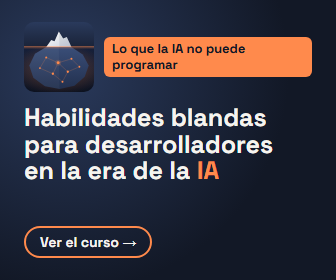 Lo que la IA no puede
programar
Habilidades blandas
para desarrolladores
en la era de la IA
Ver el curso →